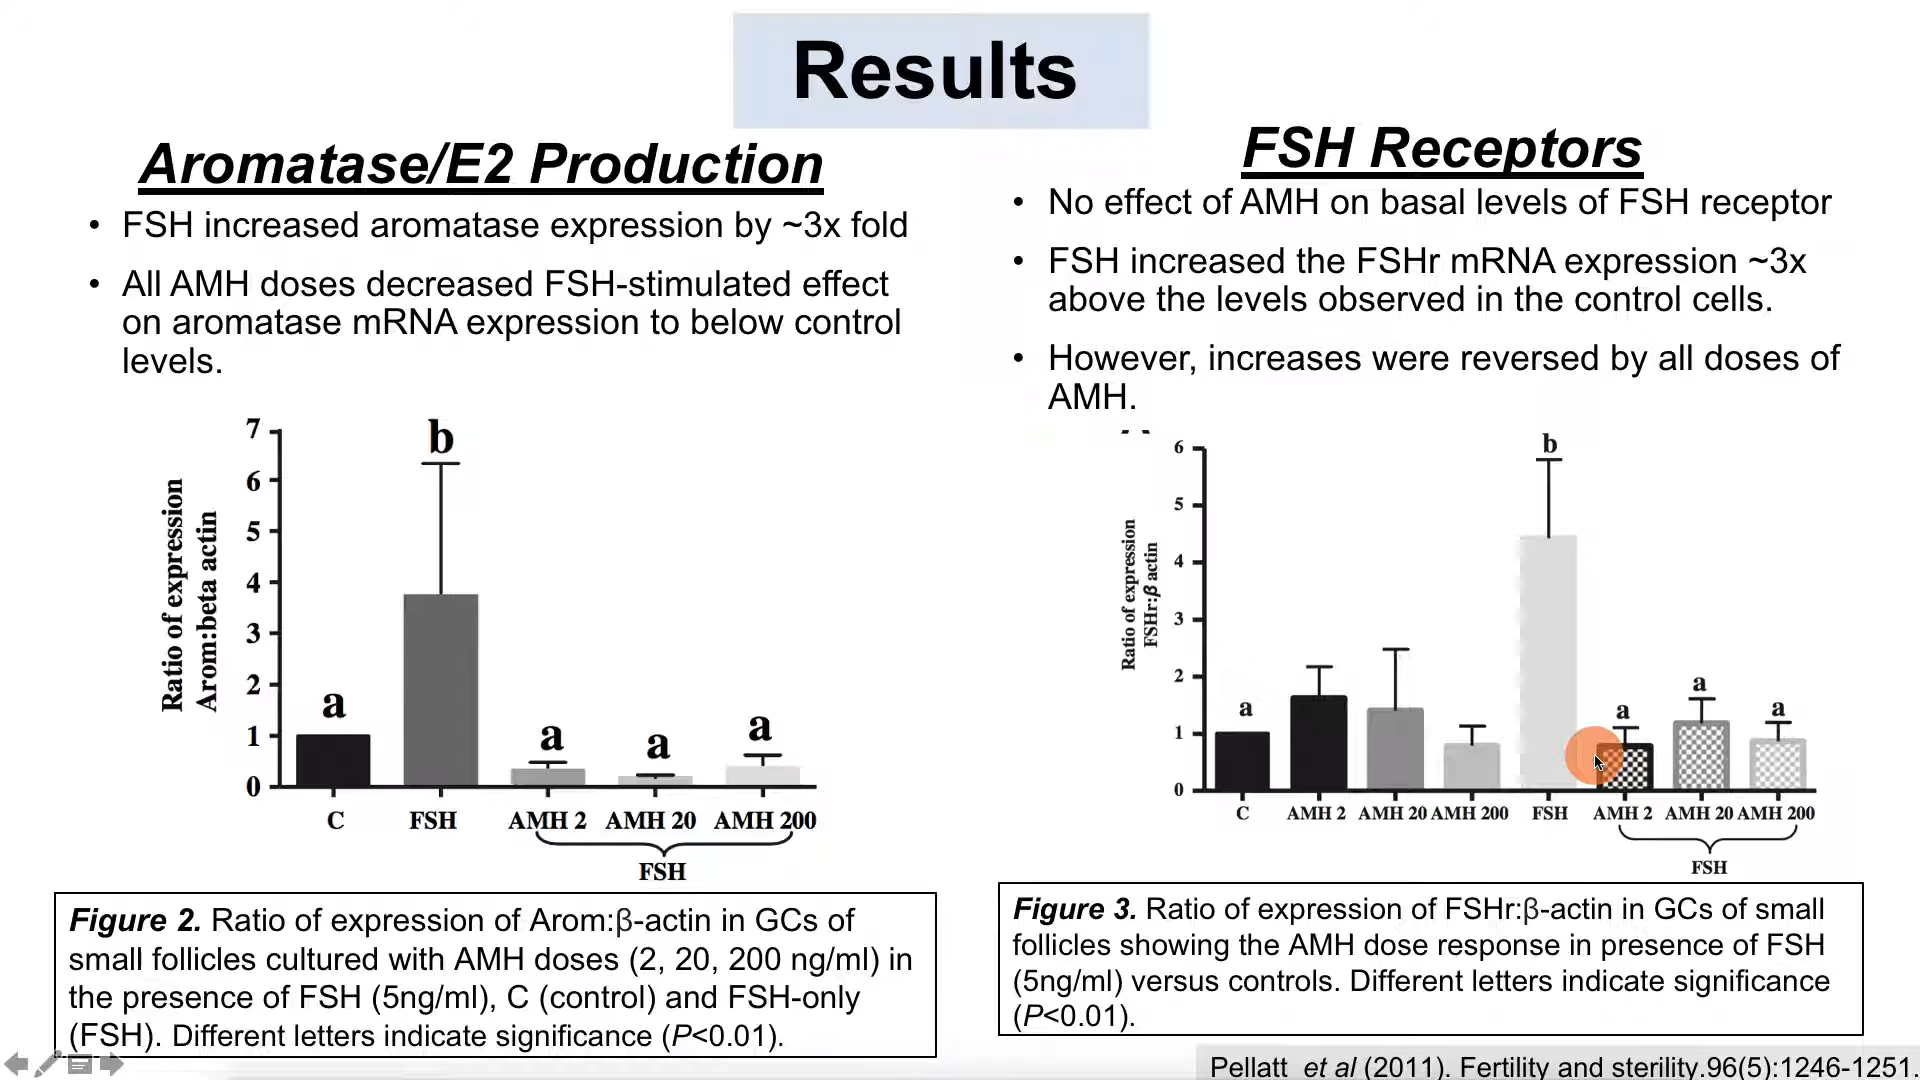 Results
Aromatase/E2 Production
• FSH increased aromatase expression by ~3x fold
• All AMH doses decreased FSH-stimulated effect
on aromatase mRNA expression to below control
levels.
7
6
5
4
3
2
1
0
Ratio of expression
Arom:beta actin
a
b
a
a
a
C
FSH
AMH 2
AMH 20
AMH 200
FSH
Figure 2. Ratio of expression of Arom:β-actin in GCs of
small follicles cultured with AMH doses (2, 20, 200 ng/ml) in
the presence of FSH (5ng/ml), C (control) and FSH-only
(FSH). Different letters indicate significance (P<0.01).
FSH Receptors
• No effect of AMH on basal levels of FSH receptor
• FSH increased the FSHr mRNA expression ~3x
above the levels observed in the control cells.
• However, increases were reversed by all doses of
AMH.
6
5
4
3
2
1
0
Ratio of expression
FSHr:β actin
a
b
a
a
a
C
AMH 2
AMH 20
AMH 200
FSH
AMH 2
AMH 20
AMH 200
FSH
Figure 3. Ratio of expression of FSHr:β-actin in GCs of small
follicles showing the AMH dose response in presence of FSH
(5ng/ml) versus controls. Different letters indicate significance
(P<0.01).
Pellatt et al (2011). Fertility and sterility.96(5):1246-1251.